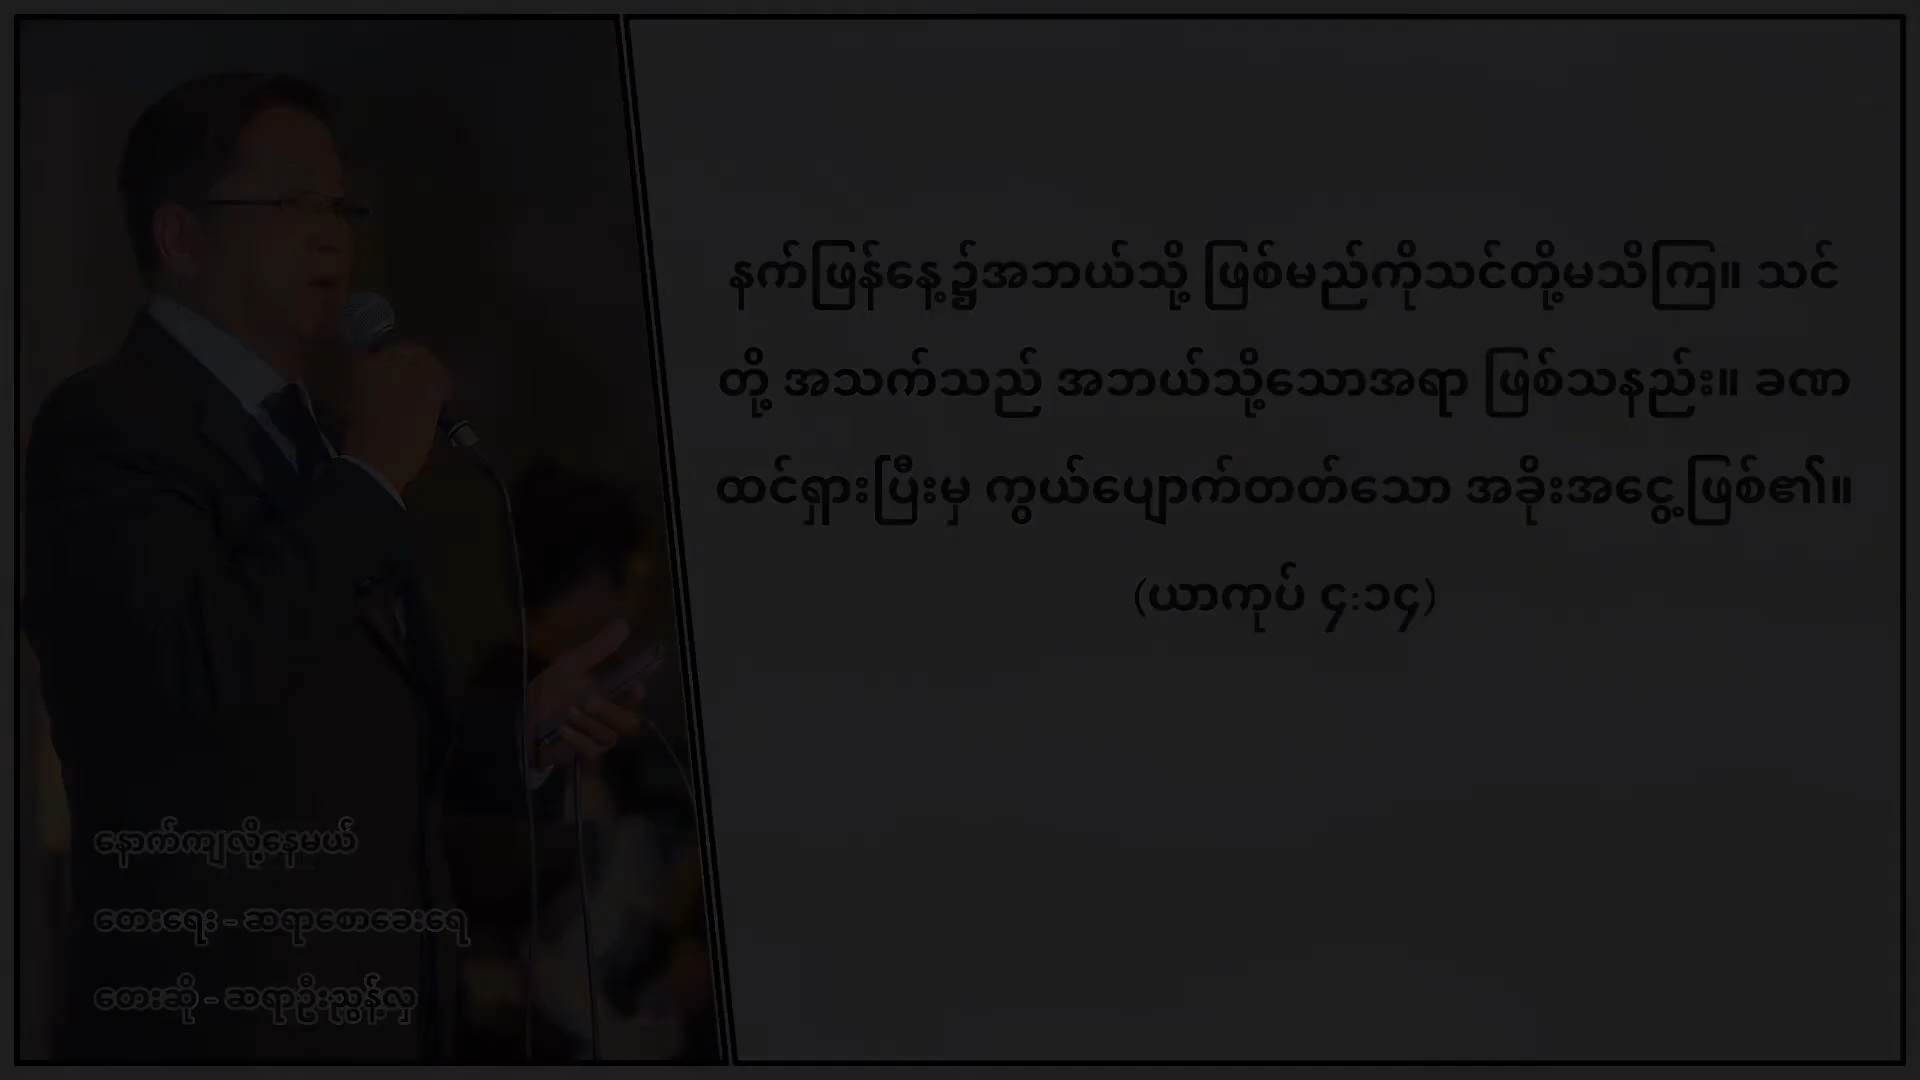 နက်ဖြန်နေ့၌အဘယ်သို့ ဖြစ်မည်ကိုသင်တို့မသိကြ။ သင်
တို့ အသက်သည် အဘယ်သို့သောအရာ ဖြစ်သနည်း။ ခဏ
ထင်ရှားပြီးမှ ကွယ်ပျောက်တတ်သော အခိုးအငွေ့ဖြစ်၏။
(ယာကုပ် ၄:၁၄)
နောက်ကျလို့နေမယ်
တေးရေး - ဆရာစောခေးရေ
တေးဆို - ဆရာဦးညွန့်လှ